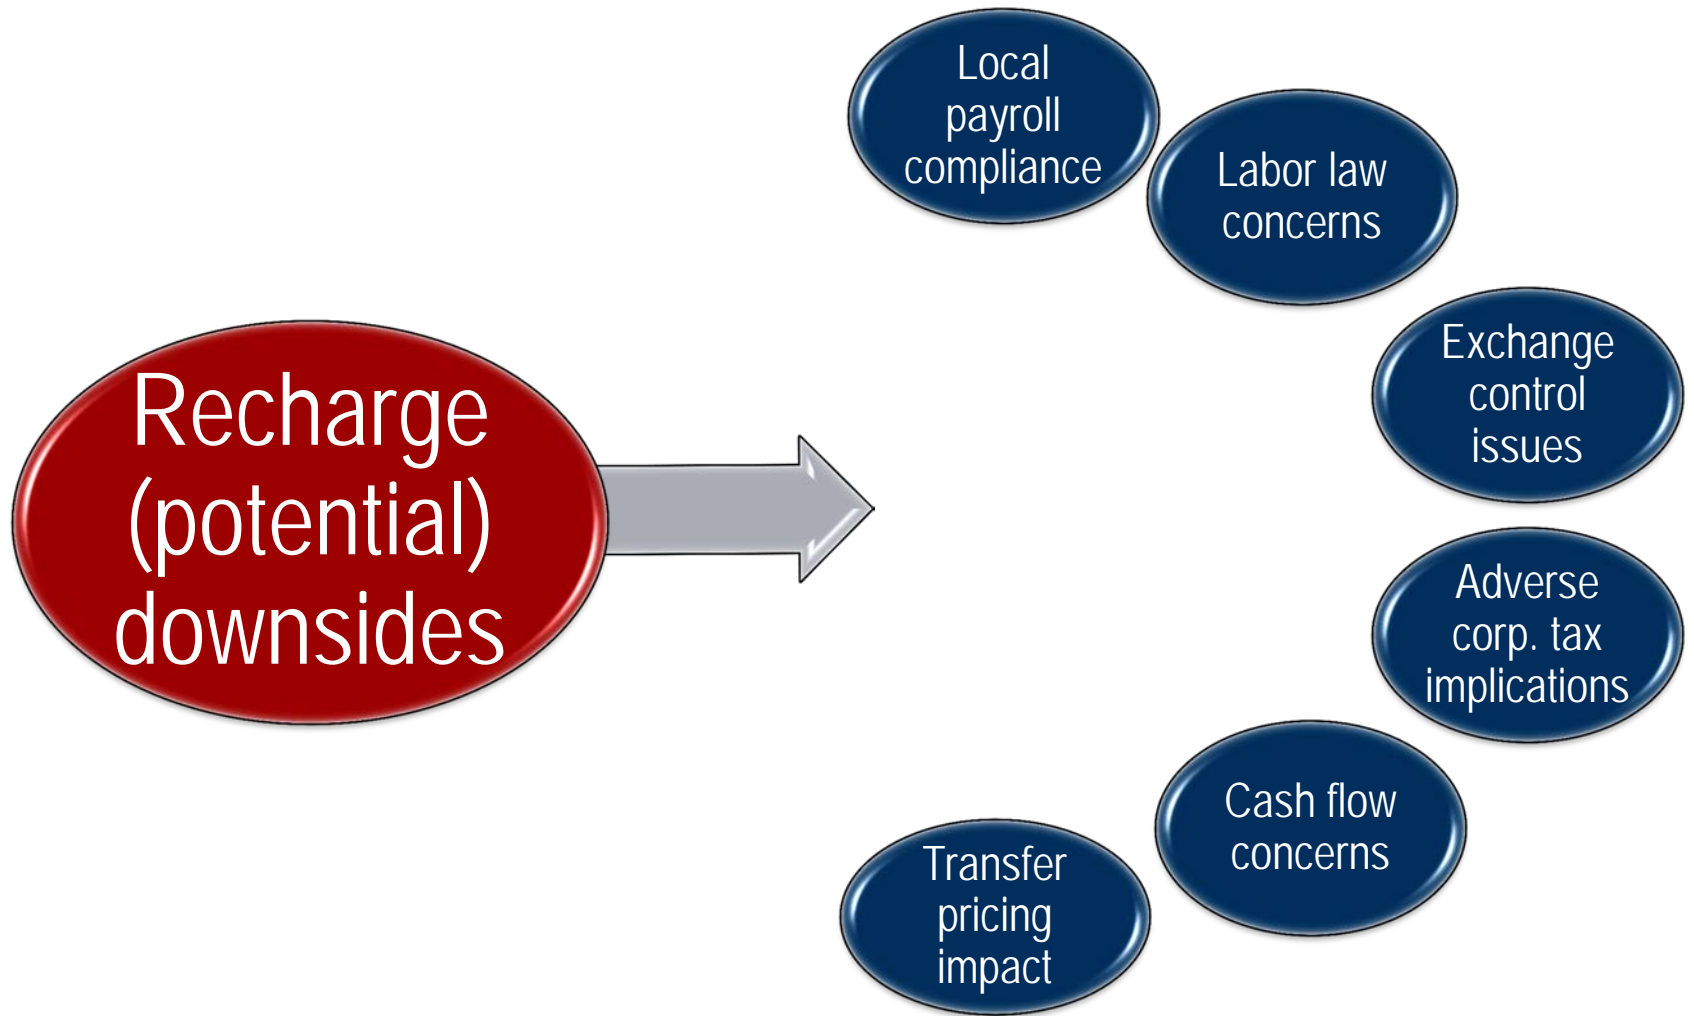 Recharge
(potential)
downsides
Local
payroll
compliance
Labor law
concerns
Exchange
control
issues
Adverse
corp. tax
implications
Cash flow
concerns
Transfer
pricing
impact